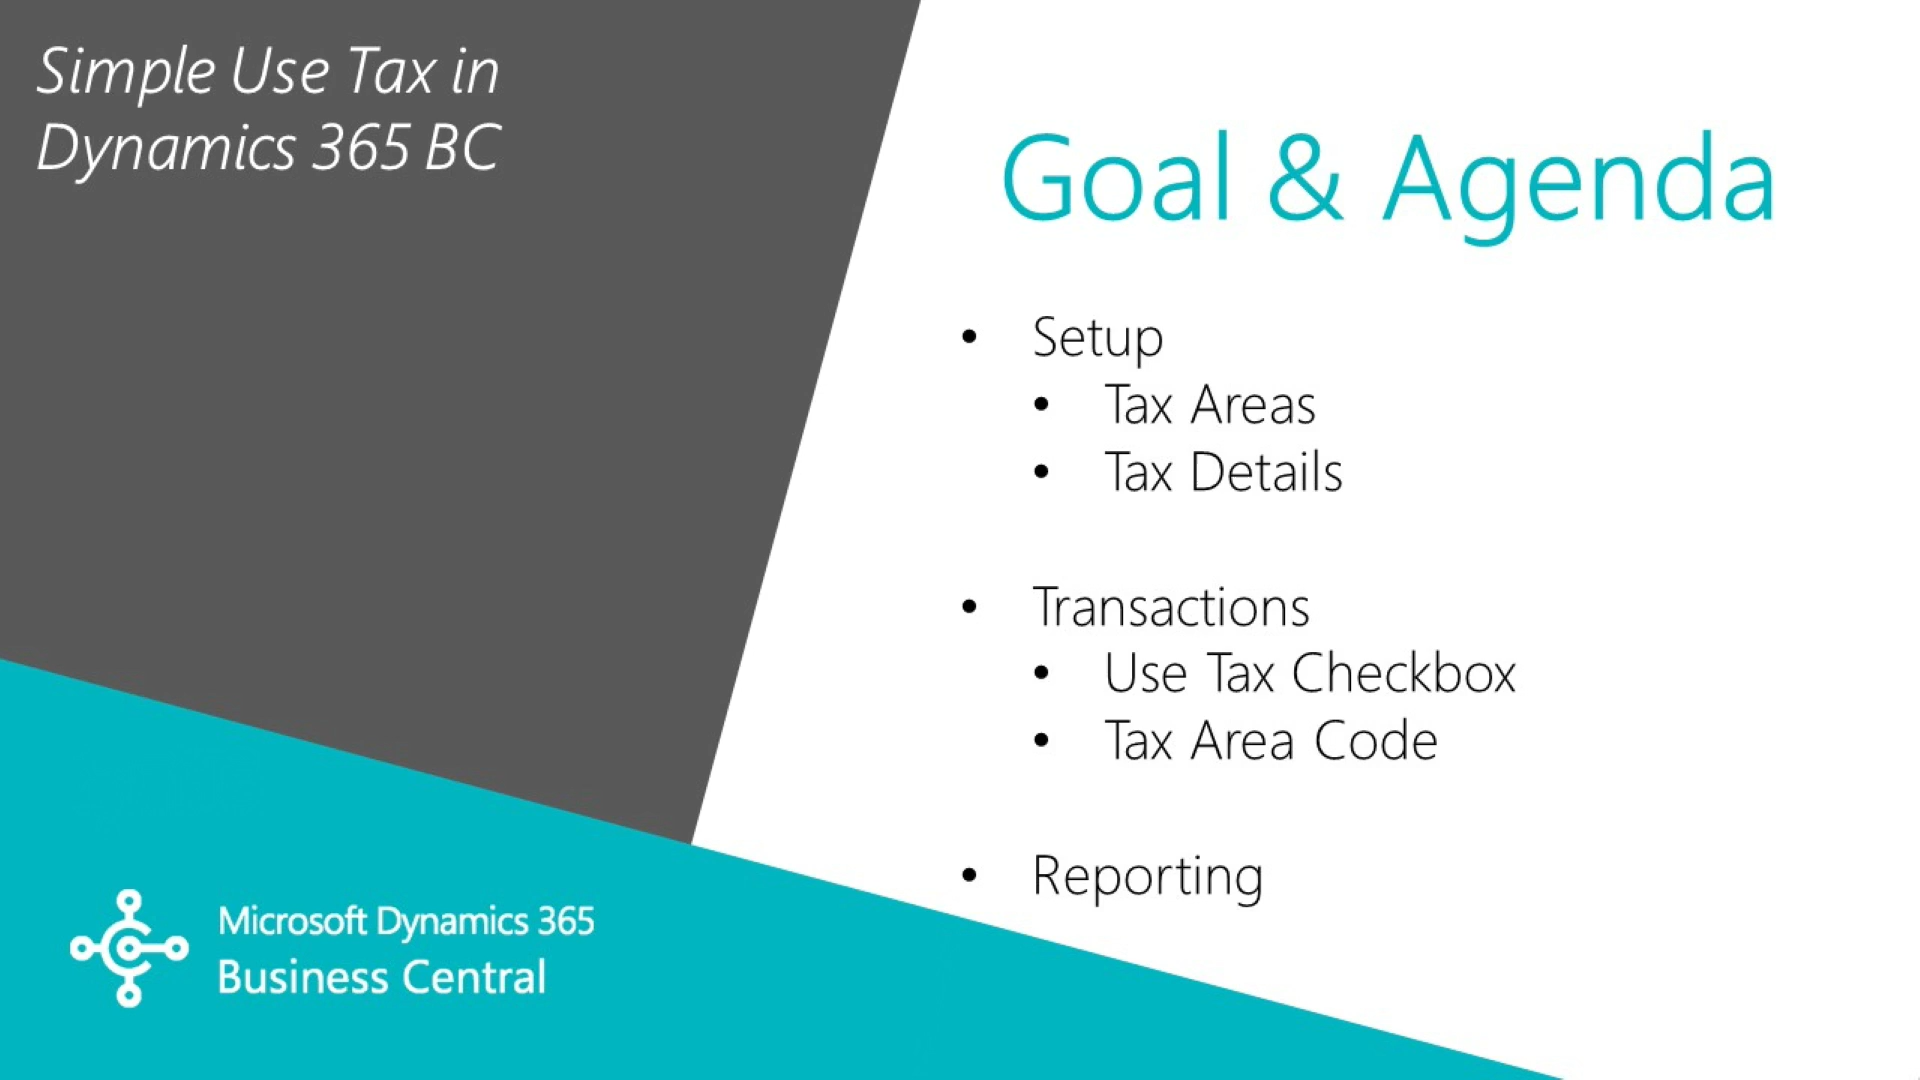 Simple Use Tax in
Dynamics 365 BC
Goal & Agenda
• Setup
• Tax Areas
• Tax Details
• Transactions
• Use Tax Checkbox
• Tax Area Code
• Reporting
Microsoft Dynamics 365
Business Central